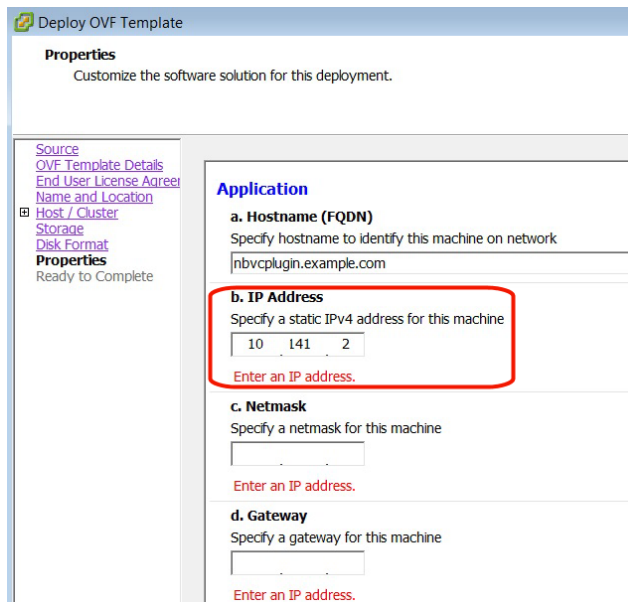 Deploy OVF Template
Properties
Customize the software solution for this deployment.
Source
OVF Template Details
End User License Agreer
Name and Location
Host / Cluster
Storage
Disk Format
Properties
Ready to Complete
Application
a. Hostname (FQDN)
Specify hostname to identify this machine on network
nbvcplugin.example.com
b. IP Address
Specify a static IPv4 address for this machine
10 . 141 . 2
Enter an IP address.
c. Netmask
Specify a netmask for this machine
. .
Enter an IP address.
d. Gateway
Specify a gateway for this machine
. .
Enter an IP address.